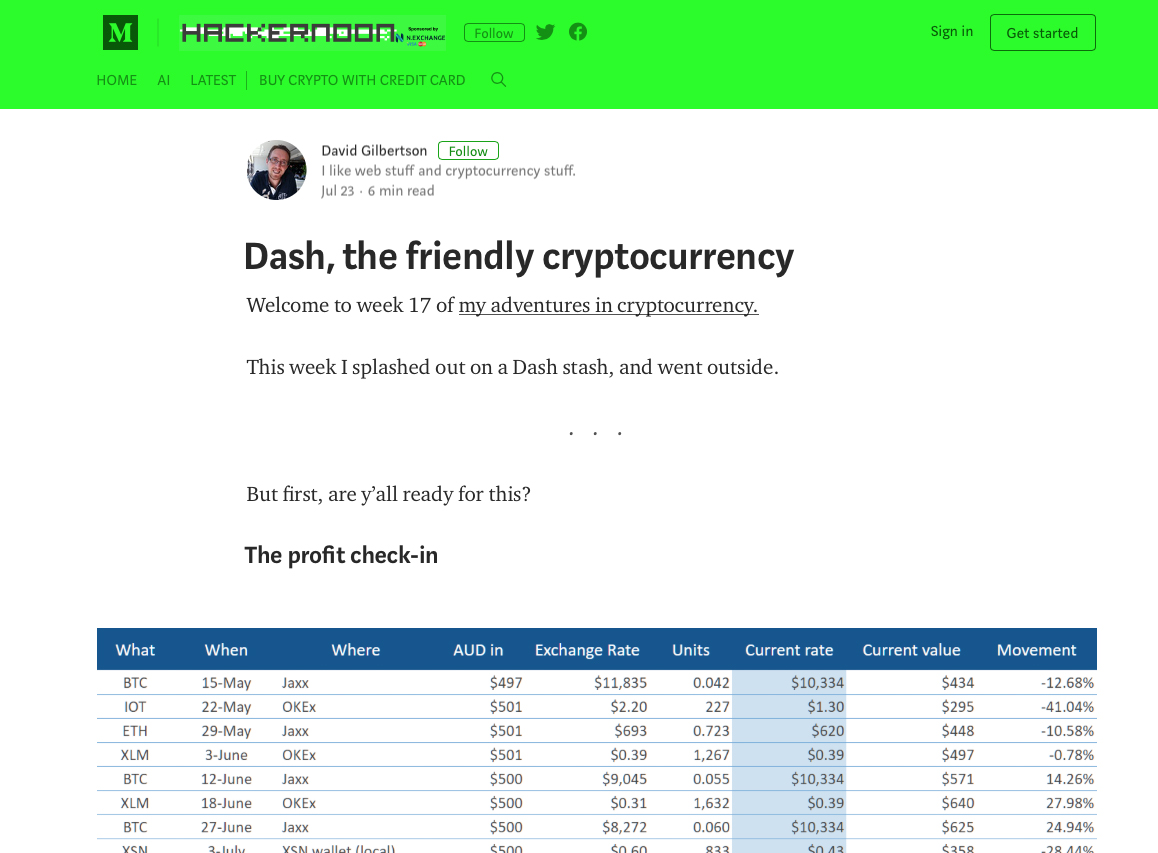 M HACKERNOON Sponsored by N.EXCHANGE VISA Follow Sign in Get started
HOME AI LATEST BUY CRYPTO WITH CREDIT CARD
David Gilbertson Follow
I like web stuff and cryptocurrency stuff.
Jul 23 · 6 min read
Dash, the friendly cryptocurrency
Welcome to week 17 of my adventures in cryptocurrency.
This week I splashed out on a Dash stash, and went outside.
. . .
But first, are y’all ready for this?
The profit check-in
What When Where AUD in Exchange Rate Units Current rate Current value Movement
BTC 15-May Jaxx $497 $11,835 0.042 $10,334 $434 -12.68%
IOT 22-May OKEx $501 $2.20 227 $1.30 $295 -41.04%
ETH 29-May Jaxx $501 $693 0.723 $620 $448 -10.58%
XLM 3-June OKEx $501 $0.39 1,267 $0.39 $497 -0.78%
BTC 12-June Jaxx $500 $9,045 0.055 $10,334 $571 14.26%
XLM 18-June OKEx $500 $0.31 1,632 $0.39 $640 27.98%
BTC 27-June Jaxx $500 $8,272 0.060 $10,334 $625 24.94%
XSN 3-July XSN wallet (local) $500 $0.60 833 $0.43 $358 -28.44%